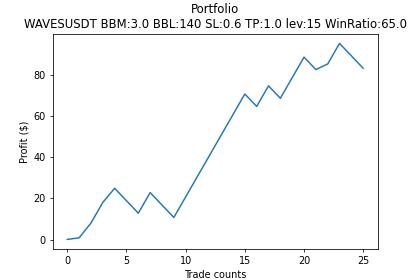 Portfolio
WAVESUSDT BBM:3.0 BBL:140 SL:0.6 TP:1.0 lev:15 WinRatio:65.0
80
60
40
20
0
Profit ($)
0 5 10 15 20 25
Trade counts